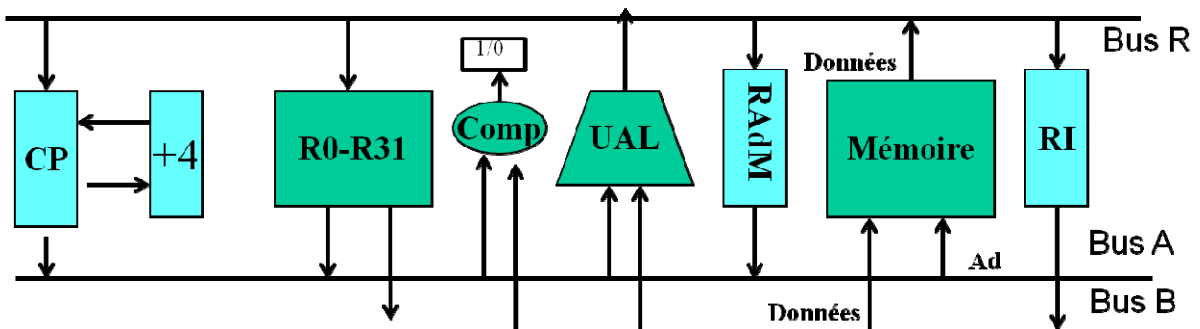 Bus R
1/0
Données
CP
+4
R0-R31
Comp
UAL
RAdM
Mémoire
RI
Bus A
Ad
Bus B
Données